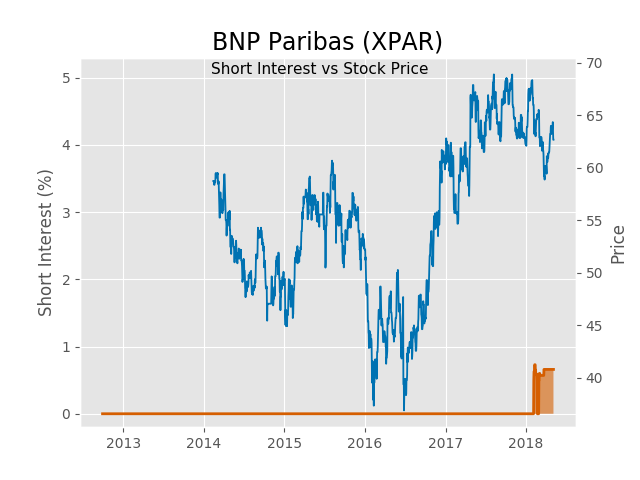 BNP Paribas (XPAR)
Short Interest vs Stock Price
Short Interest (%)
5
4
3
2
1
0
70
65
60
55
50
45
40
Price
2013 2014 2015 2016 2017 2018